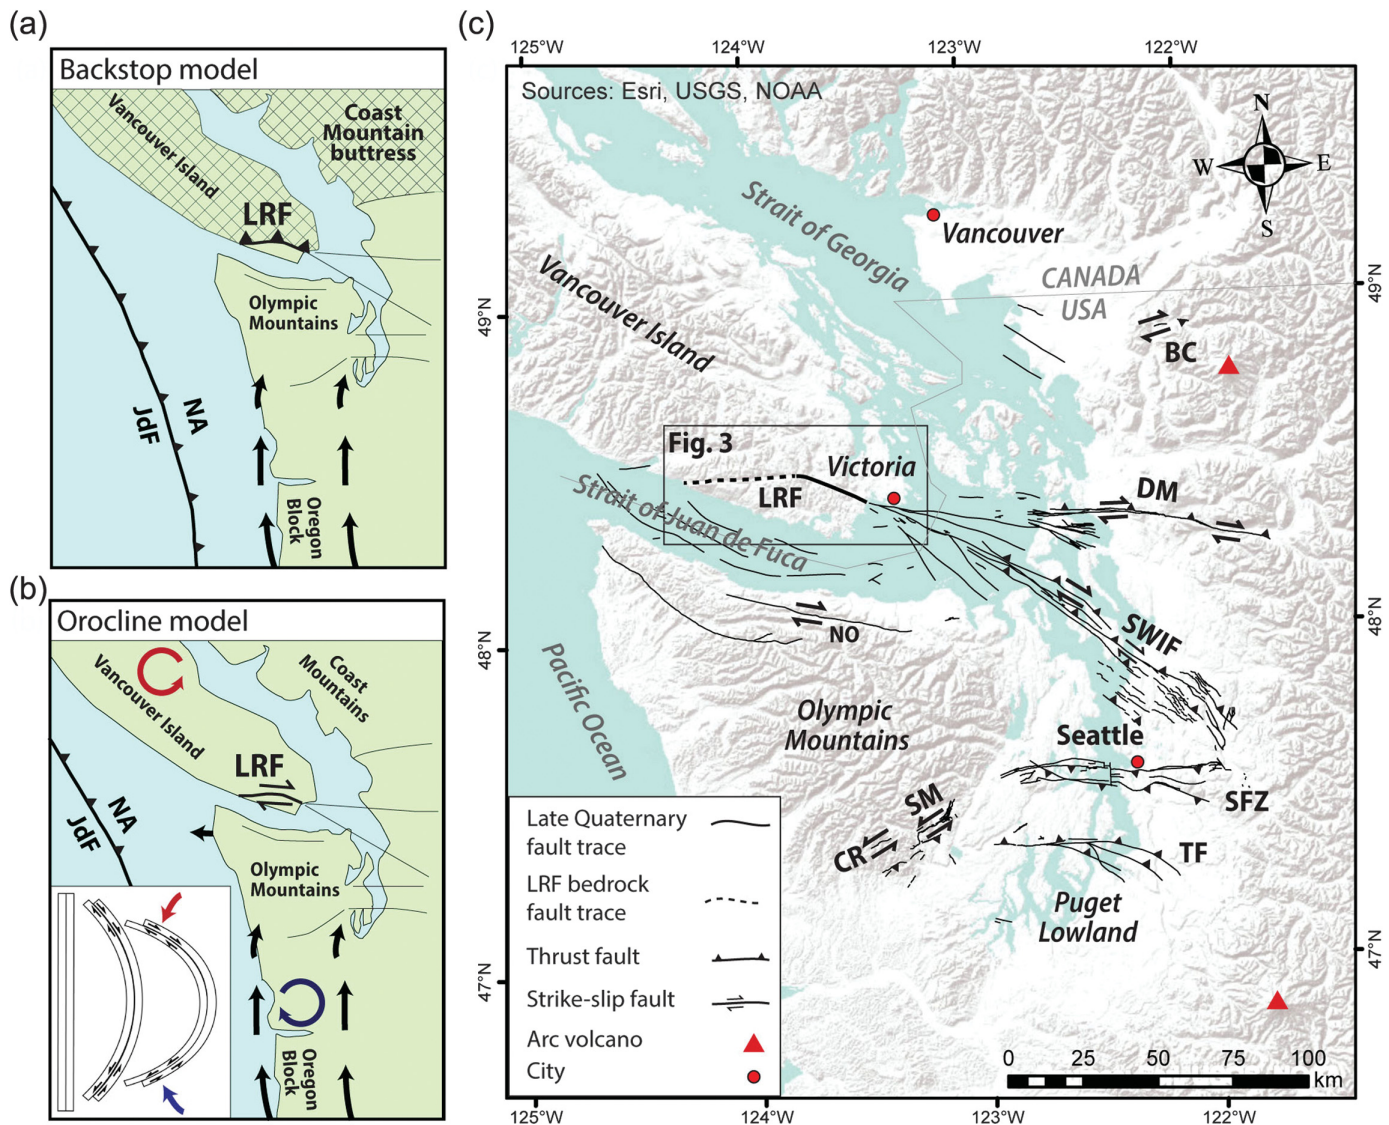 (a)
Backstop model
Vancouver Island
Coast
Mountain
buttress
LRF
Olympic
Mountains
NA
JdF
Oregon
Block
(b)
Orocline model
Vancouver Island
Coast
Mountains
LRF
NA
JdF
Olympic
Mountains
Oregon
Block
(c)
125°W
124°W
123°W
122°W
Sources: Esri, USGS, NOAA
N
W
E
S
Strait of Georgia
Vancouver
CANADA
USA
Vancouver Island
49°N
49°N
BC
Fig. 3
Victoria
LRF
DM
Strait of Juan de Fuca
NO
SWIF
48°N
48°N
Pacific Ocean
Olympic
Mountains
Seattle
SFZ
SM
CR
TF
Puget
Lowland
47°N
47°N
Late Quaternary
fault trace
LRF bedrock
fault trace
Thrust fault
Strike-slip fault
Arc volcano
City
0 25 50 75 100
km
125°W
124°W
123°W
122°W